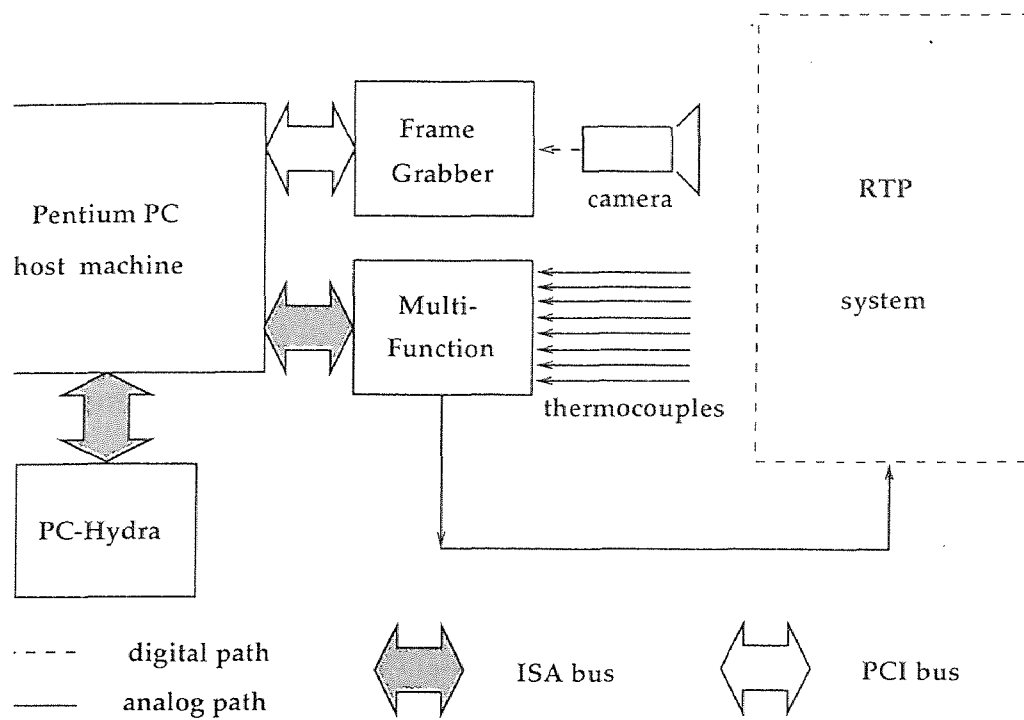 Frame
Grabber
camera
RTP
system
Pentium PC
host machine
Multi-
Function
thermocouples
PC-Hydra
digital path
analog path
ISA bus
PCI bus